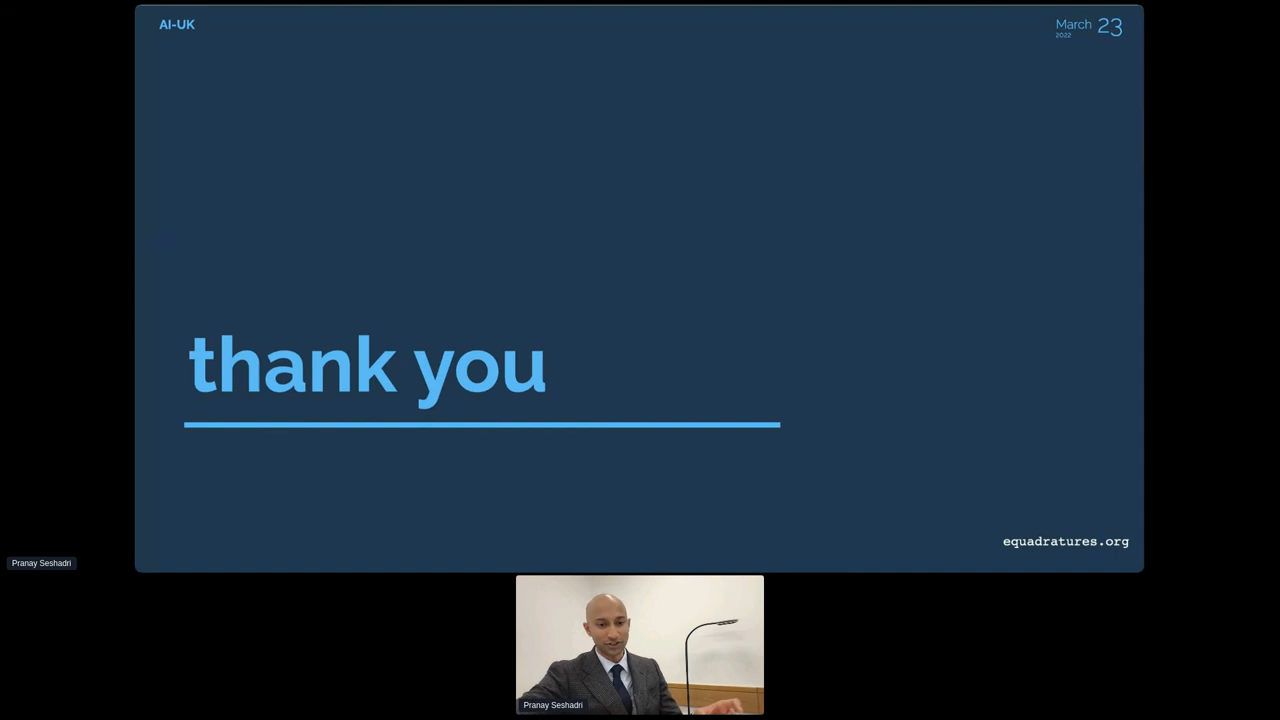 AI-UK
March 23
2022
thank you
equadratures.org
Pranay Seshadri
Pranay Seshadri